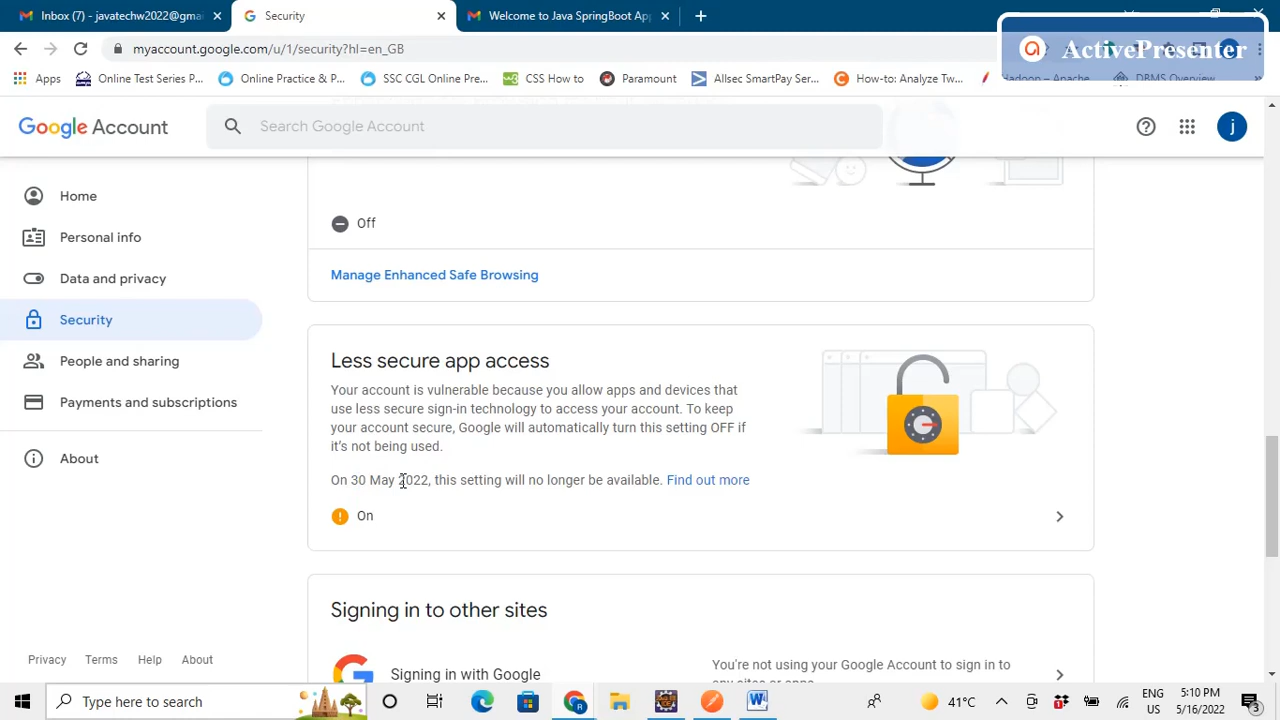 Inbox (7) - javatechw2022@gma
Security
Welcome to Java SpringBoot App
myaccount.google.com/u/1/security?hl=en_GB
ActivePresenter
Apps
Online Test Series P...
Online Practice & P...
SSC CGL Online Pre...
CSS How to
Paramount
Allsec SmartPay Ser...
How-to: Analyze Tw...
Hadoop – Apache
DBMS Overview
Google Account
Search Google Account
j
Home
Personal info
Data and privacy
Security
People and sharing
Payments and subscriptions
About
Off
Manage Enhanced Safe Browsing
Less secure app access
Your account is vulnerable because you allow apps and devices that
use less secure sign-in technology to access your account. To keep
your account secure, Google will automatically turn this setting OFF if
it's not being used.
On 30 May 2022, this setting will no longer be available. Find out more
On
Signing in to other sites
Signing in with Google
You're not using your Google Account to sign in to
any sites or apps
Privacy
Terms
Help
About
Type here to search
41°C
ENG
US
5:10 PM
5/16/2022